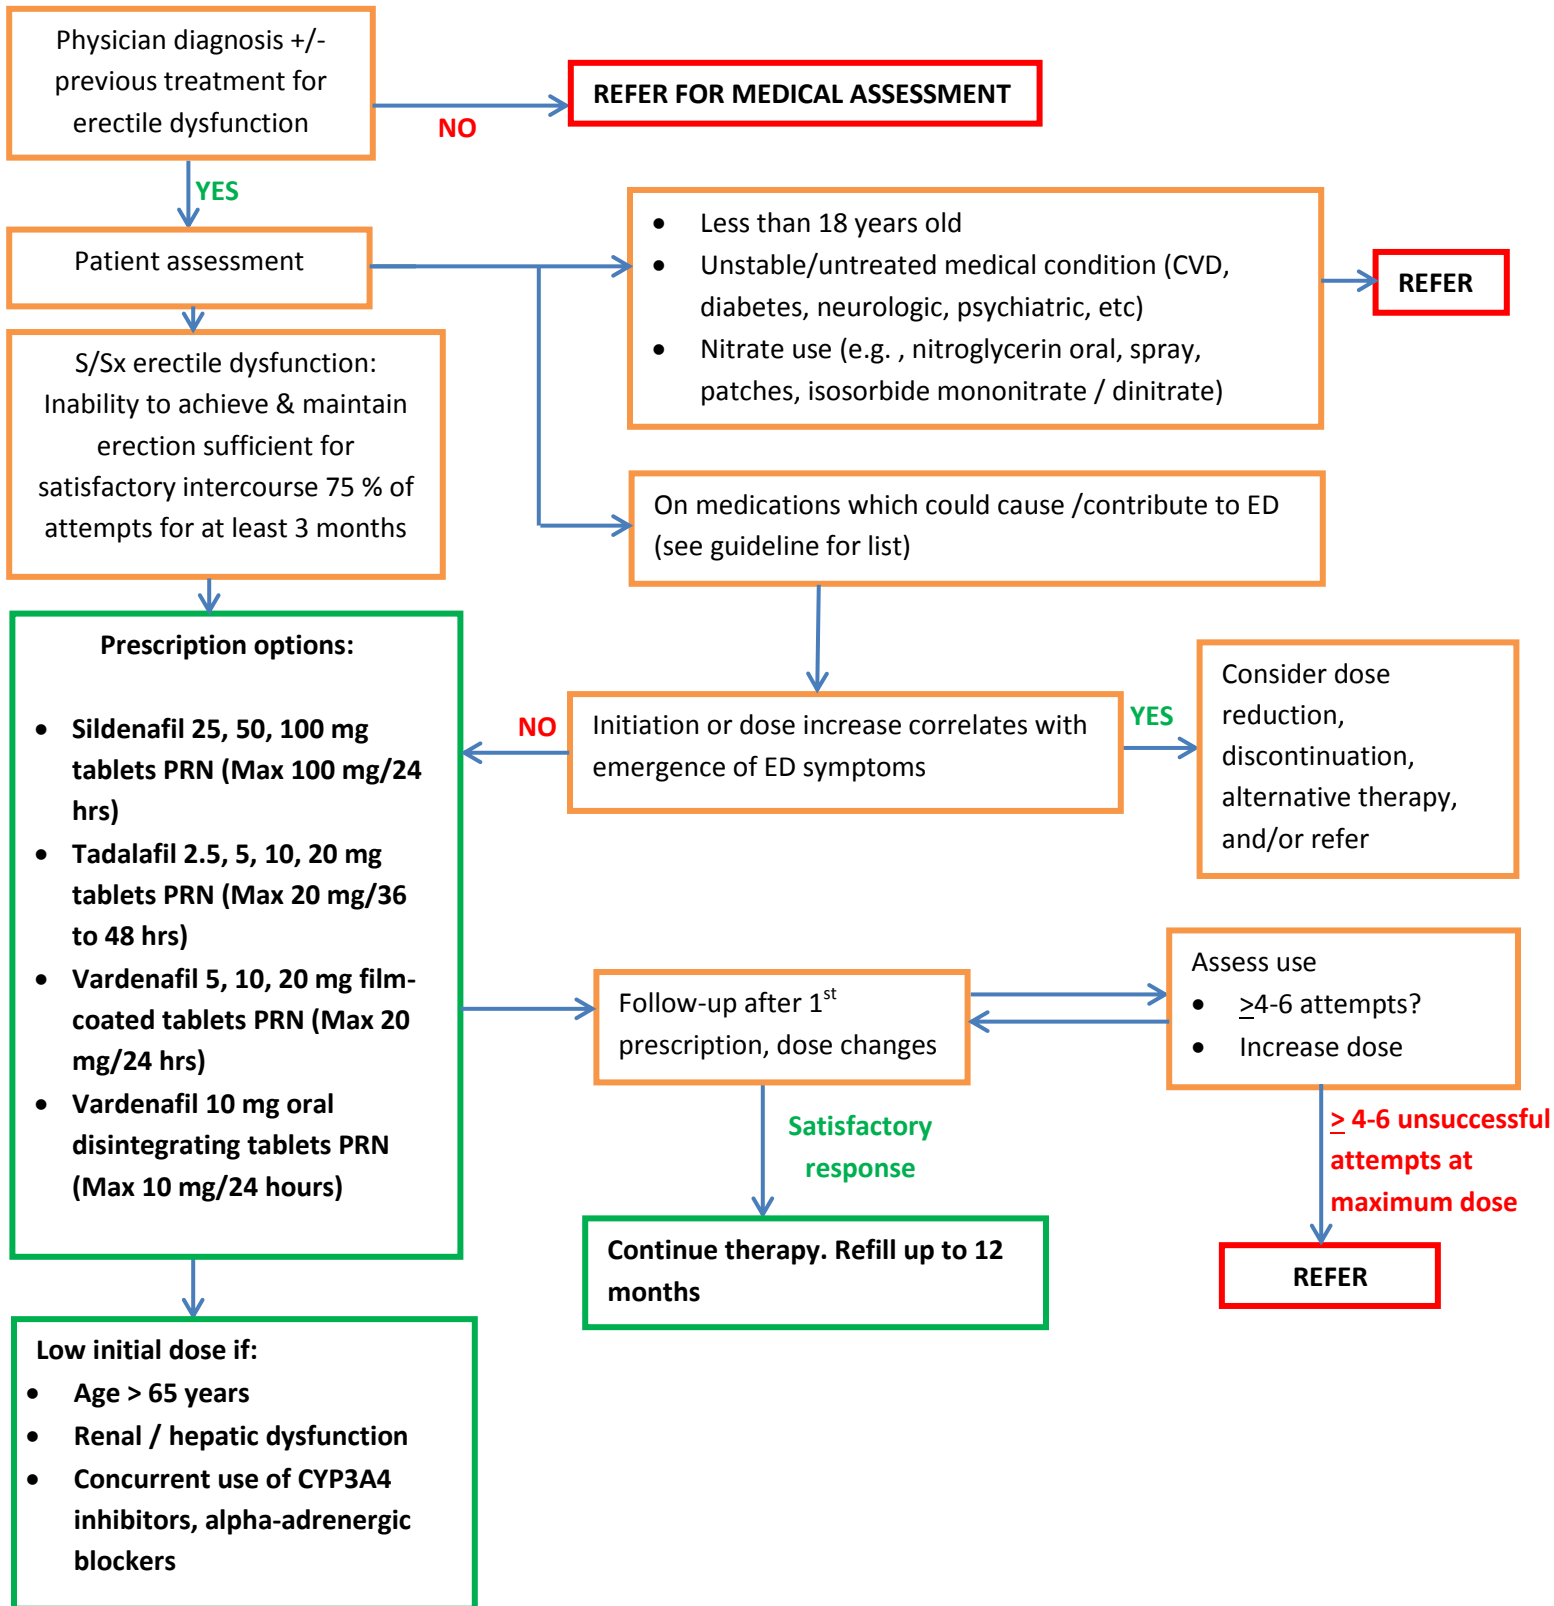 Physician diagnosis +/-
previous treatment for
erectile dysfunction
NO
REFER FOR MEDICAL ASSESSMENT
YES
Patient assessment
• Less than 18 years old
• Unstable/untreated medical condition (CVD,
diabetes, neurologic, psychiatric, etc)
• Nitrate use (e.g. , nitroglycerin oral, spray,
patches, isosorbide mononitrate / dinitrate)
REFER
S/Sx erectile dysfunction:
Inability to achieve & maintain
erection sufficient for
satisfactory intercourse 75 % of
attempts for at least 3 months
On medications which could cause /contribute to ED
(see guideline for list)
Initiation or dose increase correlates with
emergence of ED symptoms
NO
YES
Consider dose
reduction,
discontinuation,
alternative therapy,
and/or refer
Prescription options:
• Sildenafil 25, 50, 100 mg
tablets PRN (Max 100 mg/24
hrs)
• Tadalafil 2.5, 5, 10, 20 mg
tablets PRN (Max 20 mg/36
to 48 hrs)
• Vardenafil 5, 10, 20 mg film-
coated tablets PRN (Max 20
mg/24 hrs)
• Vardenafil 10 mg oral
disintegrating tablets PRN
(Max 10 mg/24 hours)
Follow-up after 1st
prescription, dose changes
Assess use
• ≥4-6 attempts?
• Increase dose
Satisfactory
response
≥ 4-6 unsuccessful
attempts at
maximum dose
Continue therapy. Refill up to 12
months
REFER
Low initial dose if:
• Age > 65 years
• Renal / hepatic dysfunction
• Concurrent use of CYP3A4
inhibitors, alpha-adrenergic
blockers